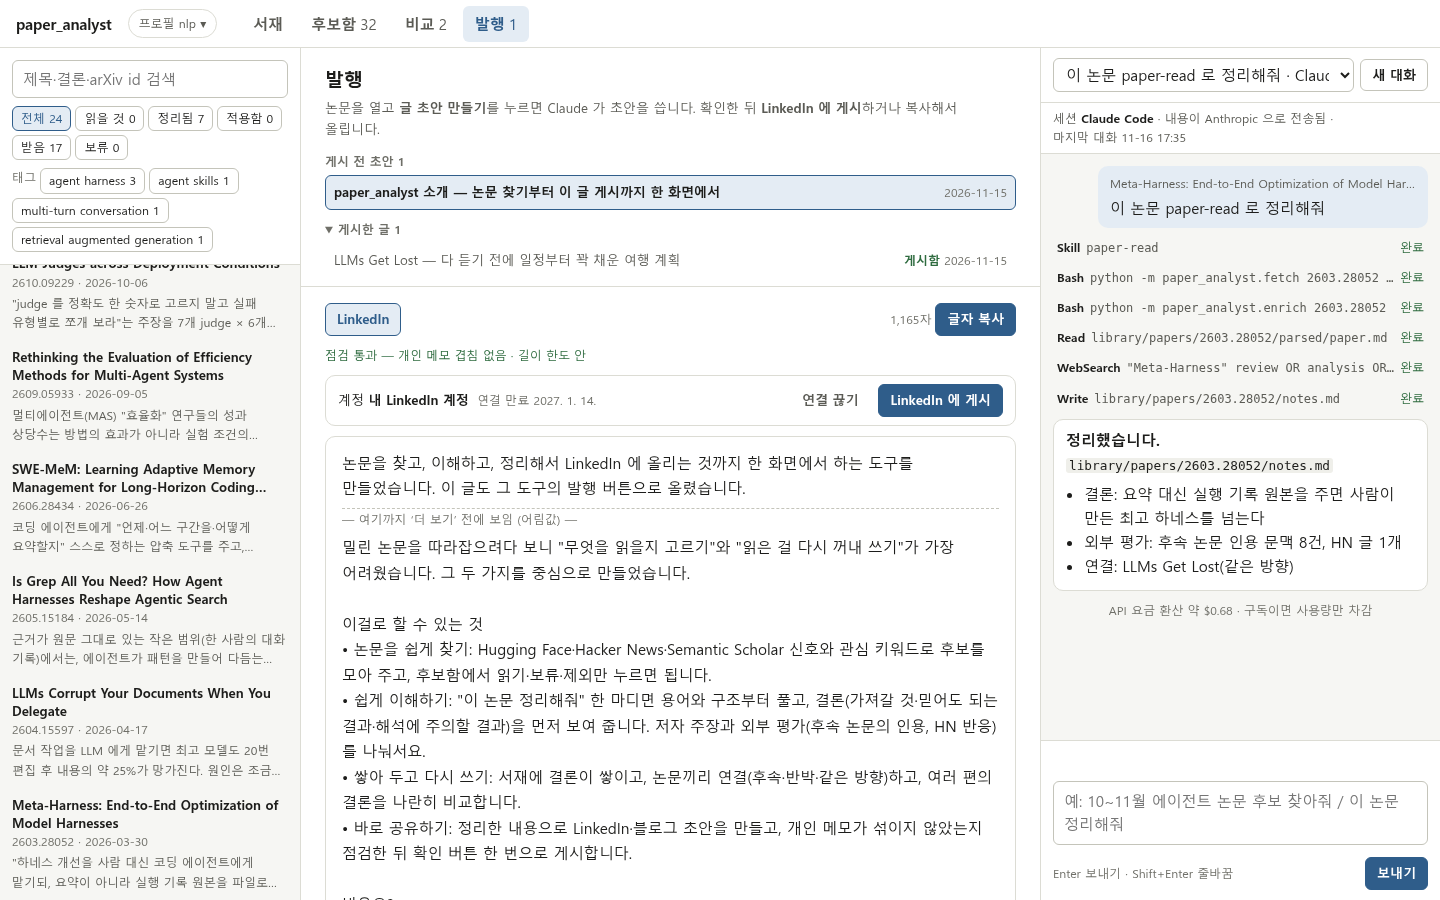 paper_analyst 프로필 nlp ▾ 서재 후보함 32 비교 2 발행 1
제목·결론·arXiv id 검색
전체 24 읽을 것 0 정리됨 7 적용함 0
받음 17 보류 0
태그 agent harness 3 agent skills 1
multi-turn conversation 1
retrieval augmented generation 1
LLM Judges across Deployment Conditions
2610.09229 · 2026-10-06
"judge 를 정확도 한 숫자로 고르지 말고 실패
유형별로 쪼개 보라"는 주장을 7개 judge × 6개…
Rethinking the Evaluation of Efficiency
Methods for Multi-Agent Systems
2609.05933 · 2026-09-05
멀티에이전트(MAS) "효율화" 연구들의 성과
상당수는 방법의 효과가 아니라 실험 조건의…
SWE-MeM: Learning Adaptive Memory
Management for Long-Horizon Coding…
2606.28434 · 2026-06-26
코딩 에이전트에게 "언제·어느 구간을·어떻게
요약할지" 스스로 정하는 압축 도구를 주고,…
Is Grep All You Need? How Agent
Harnesses Reshape Agentic Search
2605.15184 · 2026-05-14
근거가 원문 그대로 있는 작은 범위(한 사람의 대화
기록)에서는, 에이전트가 패턴을 만들어 다듬는…
LLMs Corrupt Your Documents When You
Delegate
2604.15597 · 2026-04-17
문서 작업을 LLM 에게 맡기면 최고 모델도 20번
편집 후 내용의 약 25%가 망가진다. 원인은 조금…
Meta-Harness: End-to-End Optimization of
Model Harnesses
2603.28052 · 2026-03-30
"하네스 개선을 사람 대신 코딩 에이전트에게
맡기되, 요약이 아니라 실행 기록 원본을 파일로…
발행
논문을 열고 글 초안 만들기를 누르면 Claude 가 초안을 씁니다. 확인한 뒤 LinkedIn 에 게시하거나 복사해서
올립니다.
게시 전 초안 1
paper_analyst 소개 — 논문 찾기부터 이 글 게시까지 한 화면에서 2026-11-15
▼ 게시한 글 1
LLMs Get Lost — 다 듣기 전에 일정부터 꽉 채운 여행 계획 게시함 2026-11-15
LinkedIn 1,165자 글자 복사
점검 통과 — 개인 메모 겹침 없음 · 길이 한도 안
계정 내 LinkedIn 계정 연결 만료 2027. 1. 14. 연결 끊기 LinkedIn 에 게시
논문을 찾고, 이해하고, 정리해서 LinkedIn 에 올리는 것까지 한 화면에서 하는 도구를
만들었습니다. 이 글도 그 도구의 발행 버튼으로 올렸습니다.
— 여기까지 '더 보기' 전에 보임 (어림값) —
밀린 논문을 따라잡으려다 보니 "무엇을 읽을지 고르기"와 "읽은 걸 다시 꺼내 쓰기"가 가장
어려웠습니다. 그 두 가지를 중심으로 만들었습니다.
이걸로 할 수 있는 것
• 논문을 쉽게 찾기: Hugging Face·Hacker News·Semantic Scholar 신호와 관심 키워드로 후보를
모아 주고, 후보함에서 읽기·보류·제외만 누르면 됩니다.
• 쉽게 이해하기: "이 논문 정리해줘" 한 마디면 용어와 구조부터 풀고, 결론(가져갈 것·믿어도 되는
결과·해석에 주의할 결과)을 먼저 보여 줍니다. 저자 주장과 외부 평가(후속 논문의 인용, HN 반응)
를 나눠서요.
• 쌓아 두고 다시 쓰기: 서재에 결론이 쌓이고, 논문끼리 연결(후속·반박·같은 방향)하고, 여러 편의
결론을 나란히 비교합니다.
• 바로 공유하기: 정리한 내용으로 LinkedIn·블로그 초안을 만들고, 개인 메모가 섞이지 않았는지
점검한 뒤 확인 버튼 한 번으로 게시합니다.
이 논문 paper-read 로 정리해줘 · Claud 새 대화
세션 Claude Code · 내용이 Anthropic 으로 전송됨 ·
마지막 대화 11-16 17:35
Meta-Harness: End-to-End Optimization of Model Har…
이 논문 paper-read 로 정리해줘
Skill paper-read 완료
Bash python -m paper_analyst.fetch 2603.28052 … 완료
Bash python -m paper_analyst.enrich 2603.28052 완료
Read library/papers/2603.28052/parsed/paper.md 완료
WebSearch "Meta-Harness" review OR analysis OR… 완료
Write library/papers/2603.28052/notes.md 완료
정리했습니다.
library/papers/2603.28052/notes.md
• 결론: 요약 대신 실행 기록 원본을 주면 사람이
만든 최고 하네스를 넘는다
• 외부 평가: 후속 논문 인용 문맥 8건, HN 글 1개
• 연결: LLMs Get Lost(같은 방향)
API 요금 환산 약 $0.68 · 구독이면 사용량만 차감
예: 10~11월 에이전트 논문 후보 찾아줘 / 이 논문
정리해줘
Enter 보내기 · Shift+Enter 줄바꿈 보내기